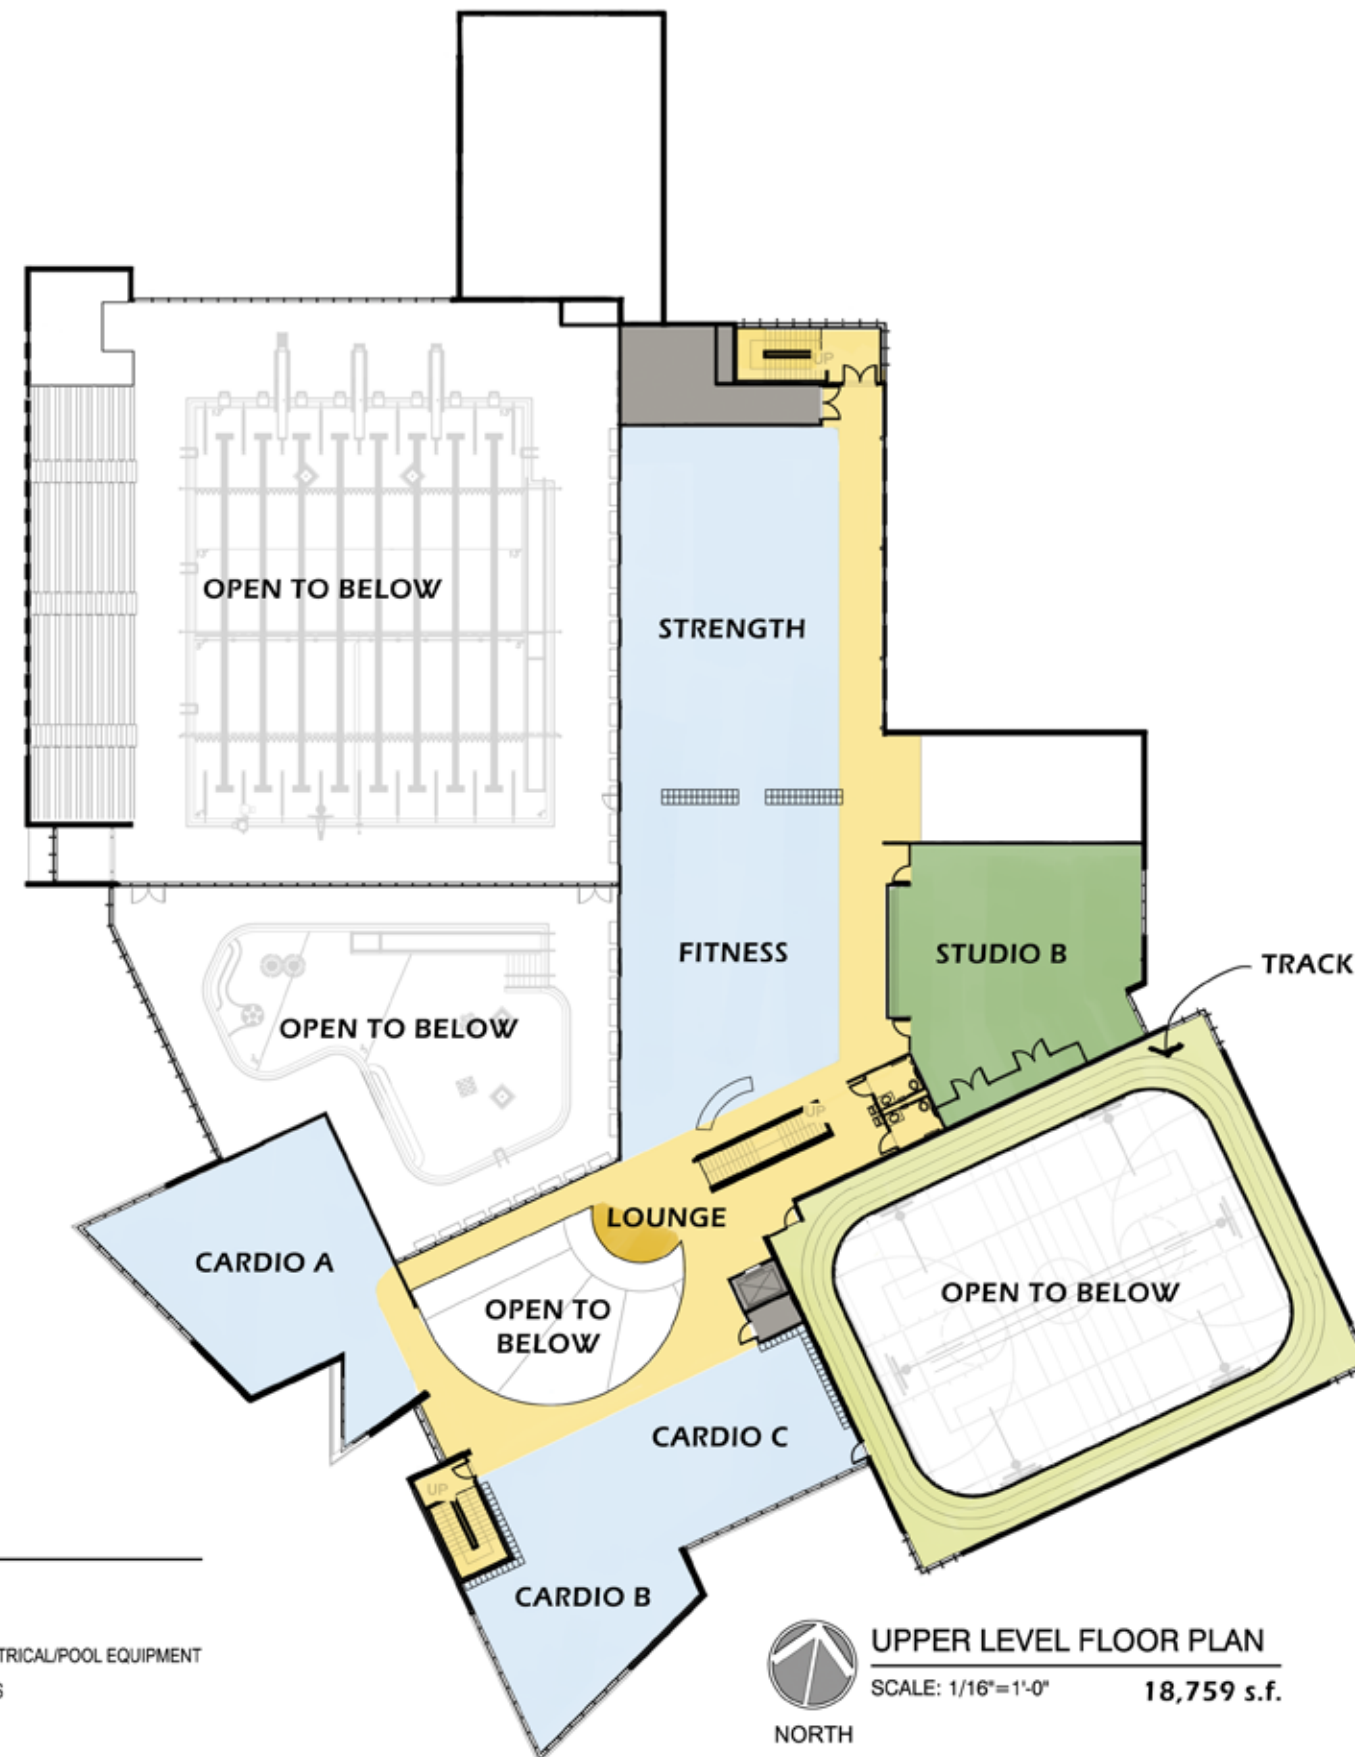 UP
OPEN TO BELOW
STRENGTH
FITNESS
STUDIO B
TRACK
OPEN TO BELOW
UP
LOUNGE
CARDIO A
OPEN TO BELOW
OPEN TO
BELOW
CARDIO C
UP
CARDIO B
TRICAL/POOL EQUIPMENT
S
UPPER LEVEL FLOOR PLAN
SCALE: 1/16"=1'-0"
18,759 s.f.
NORTH